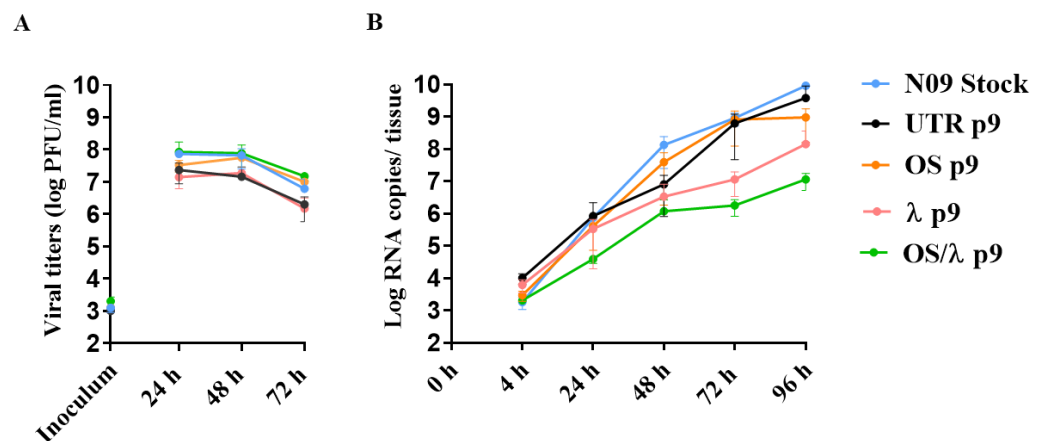 A
Viral titers (log PFU/ml)
10
9
8
7
6
5
4
3
2
Inoculum
24 h
48 h
72 h
B
Log RNA copies/ tissue
10
9
8
7
6
5
4
3
2
0 h
4 h
24 h
48 h
72 h
96 h
N09 Stock
UTR p9
OS p9
λ p9
OS/λ p9